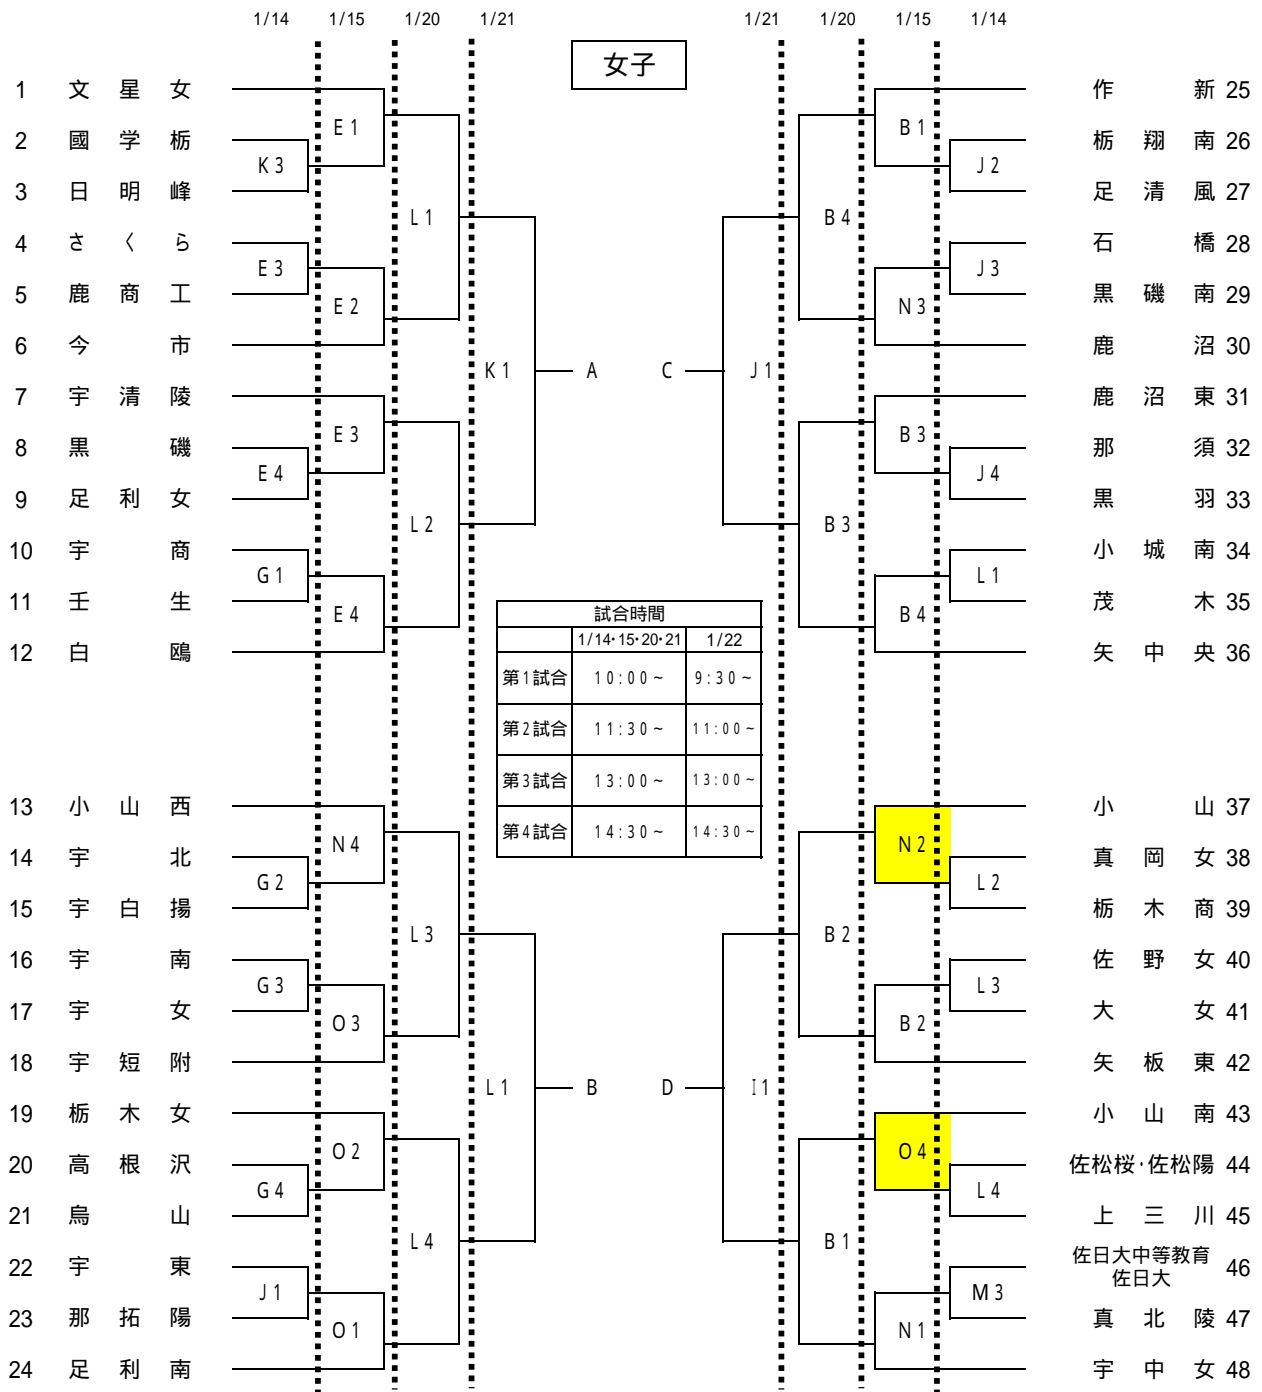 1/14 1/15 1/20 1/21 1/21 1/20 1/15 1/14
女子
1 文星女 作新 25
E1 B1
2 國学栃 栃翔南 26
K3 J2
3 日明峰 足清風 27
L1 B4
4 さくら 石橋 28
E3 J3
5 鹿商工 黒磯南 29
E2 N3
6 今市 鹿沼 30
K1 A C J1
7 宇清陵 鹿沼東 31
E3 B3
8 黒磯 那須 32
E4 J4
9 足利女 黒羽 33
L2 B3
10 宇商 小城南 34
G1 L1
11 壬生 茂木 35
E4 B4
12 白鴎 矢中央 36
試合時間
1/14・15・20・21 1/22
第1試合 10:00~ 9:30~
第2試合 11:30~ 11:00~
第3試合 13:00~ 13:00~
第4試合 14:30~ 14:30~
13 小山西 小山 37
N4 N2
14 宇北 真岡女 38
G2 L2
15 宇白揚 栃木商 39
L3 B2
16 宇南 佐野女 40
G3 L3
17 宇女 大女 41
O3 B2
18 宇短附 矢板東 42
L1 B D I1
19 栃木女 小山南 43
O2 O4
20 高根沢 佐松桜・佐松陽 44
G4 L4
21 烏山 上三川 45
L4 B1
22 宇東 佐日大中等教育 46
佐日大
J1 M3
23 那拓陽 真北陵 47
O1 N1
24 足利南 宇中女 48